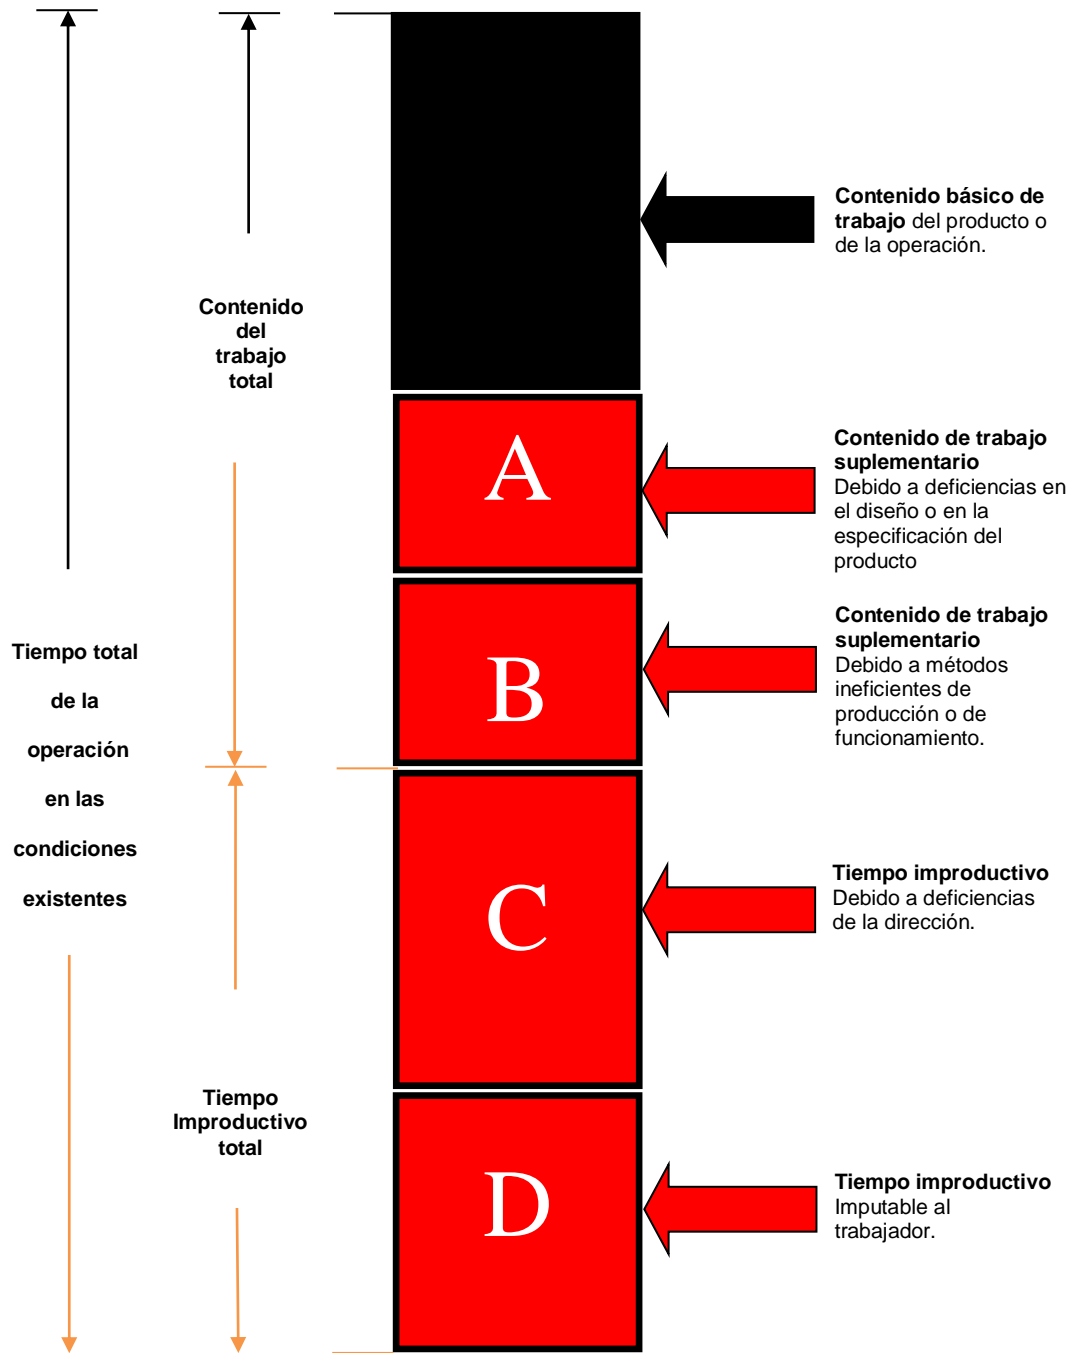 Contenido básico de
trabajo del producto o
de la operación.
Contenido
del
trabajo
total
A
Contenido de trabajo
suplementario
Debido a deficiencias en
el diseño o en la
especificación del
producto
B
Contenido de trabajo
suplementario
Debido a métodos
ineficientes de
producción o de
funcionamiento.
Tiempo total
de la
operación
en las
condiciones
existentes
C
Tiempo improductivo
Debido a deficiencias
de la dirección.
Tiempo
Improductivo
total
D
Tiempo improductivo
Imputable al
trabajador.